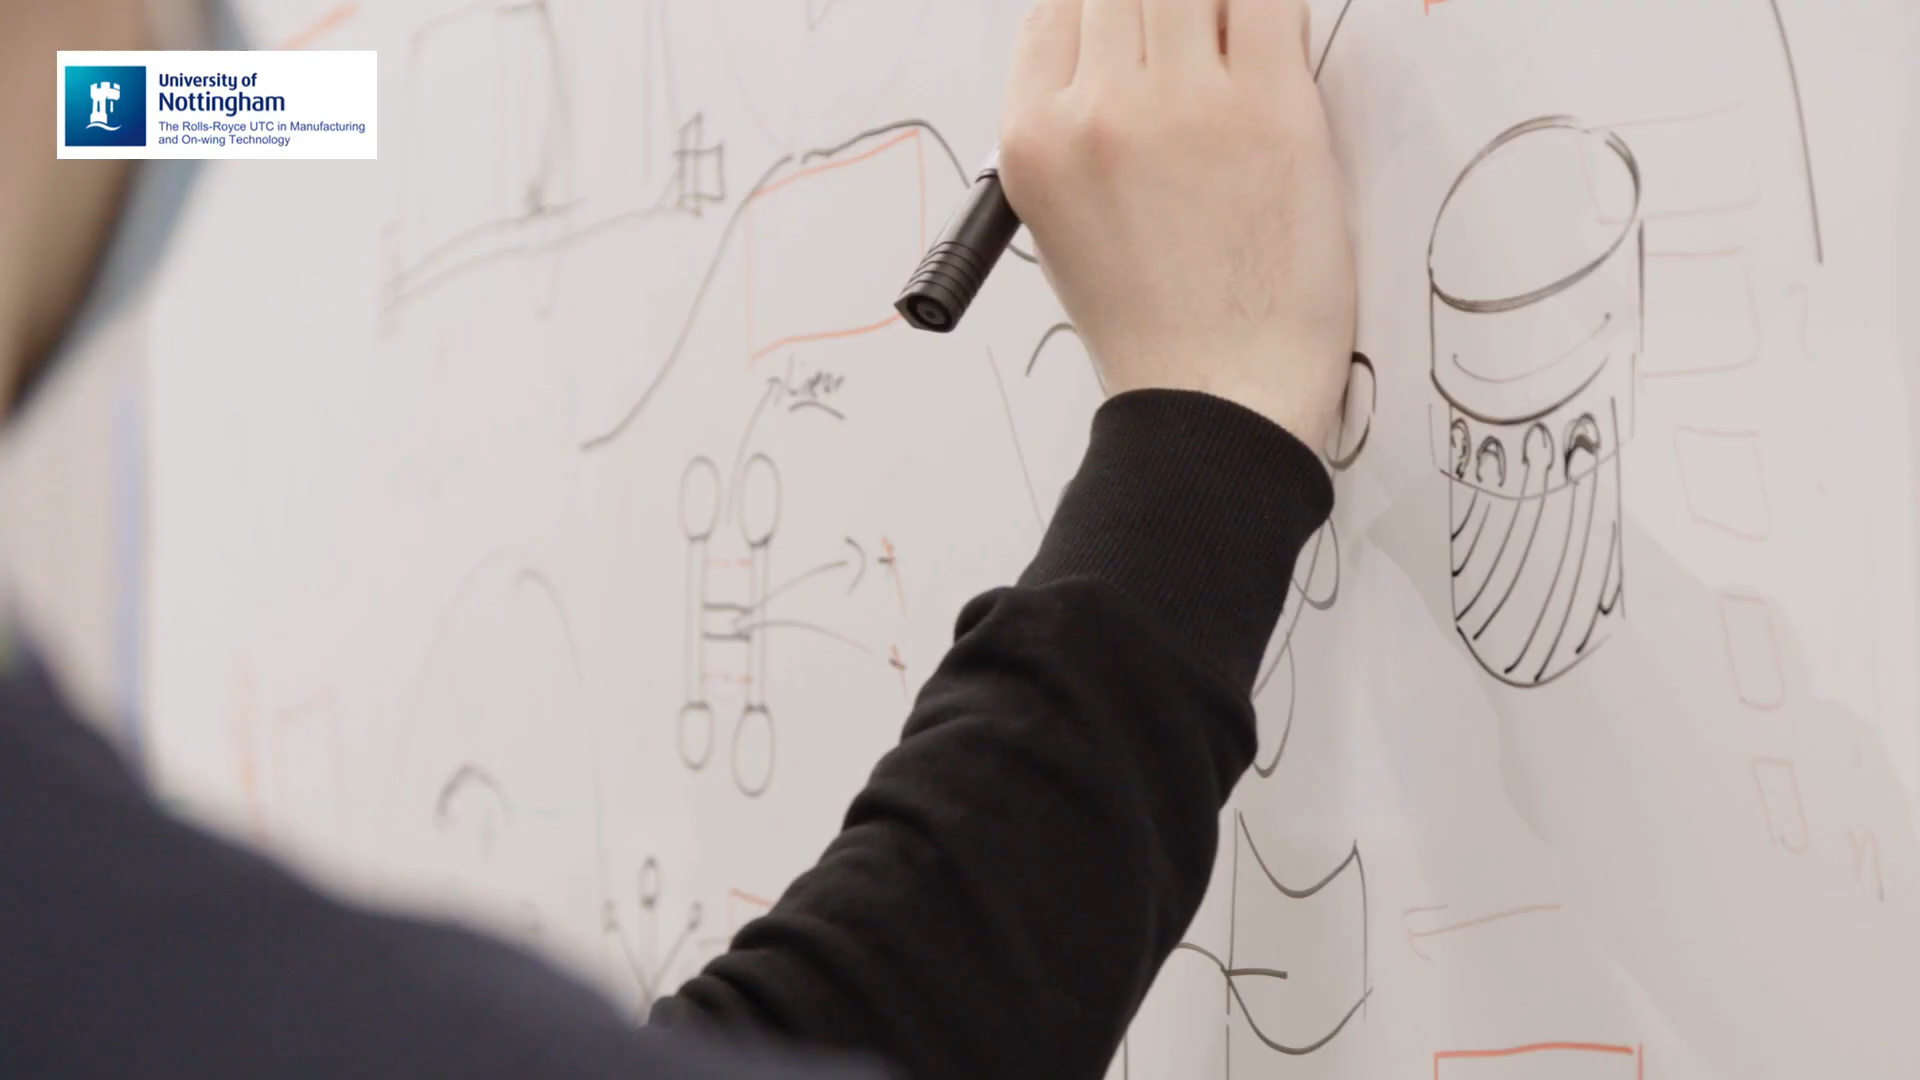 University of
Nottingham
The Rolls-Royce UTC in Manufacturing
and On-wing Technology
n